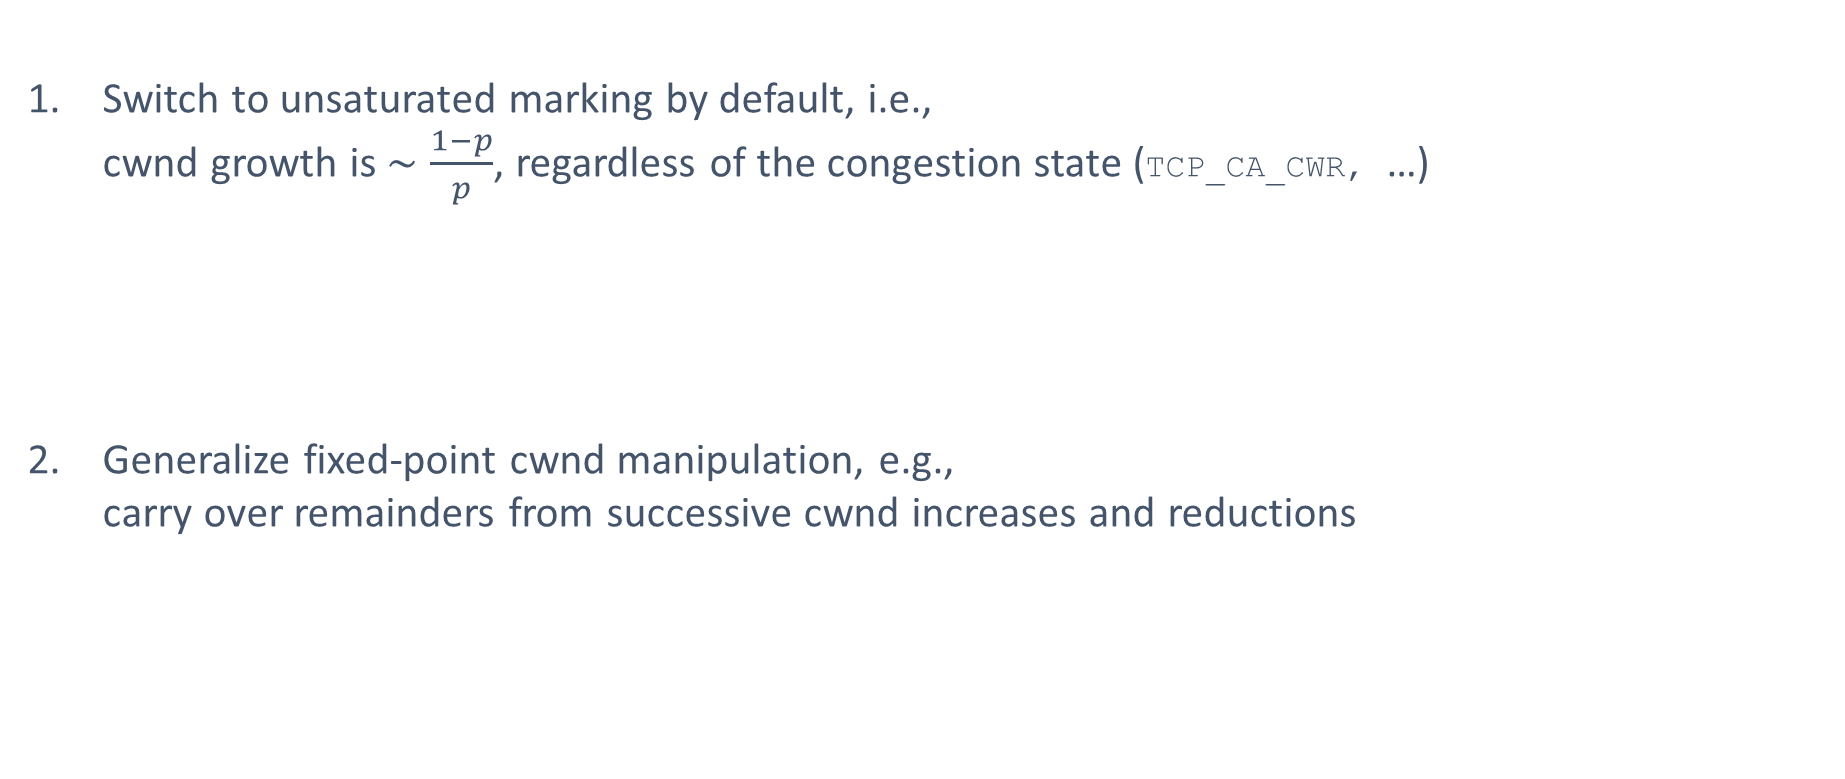 1. Switch to unsaturated marking by default, i.e.,
cwnd growth is ~ (1−p)/p, regardless of the congestion state (TCP_CA_CWR, …)
2. Generalize fixed-point cwnd manipulation, e.g.,
carry over remainders from successive cwnd increases and reductions